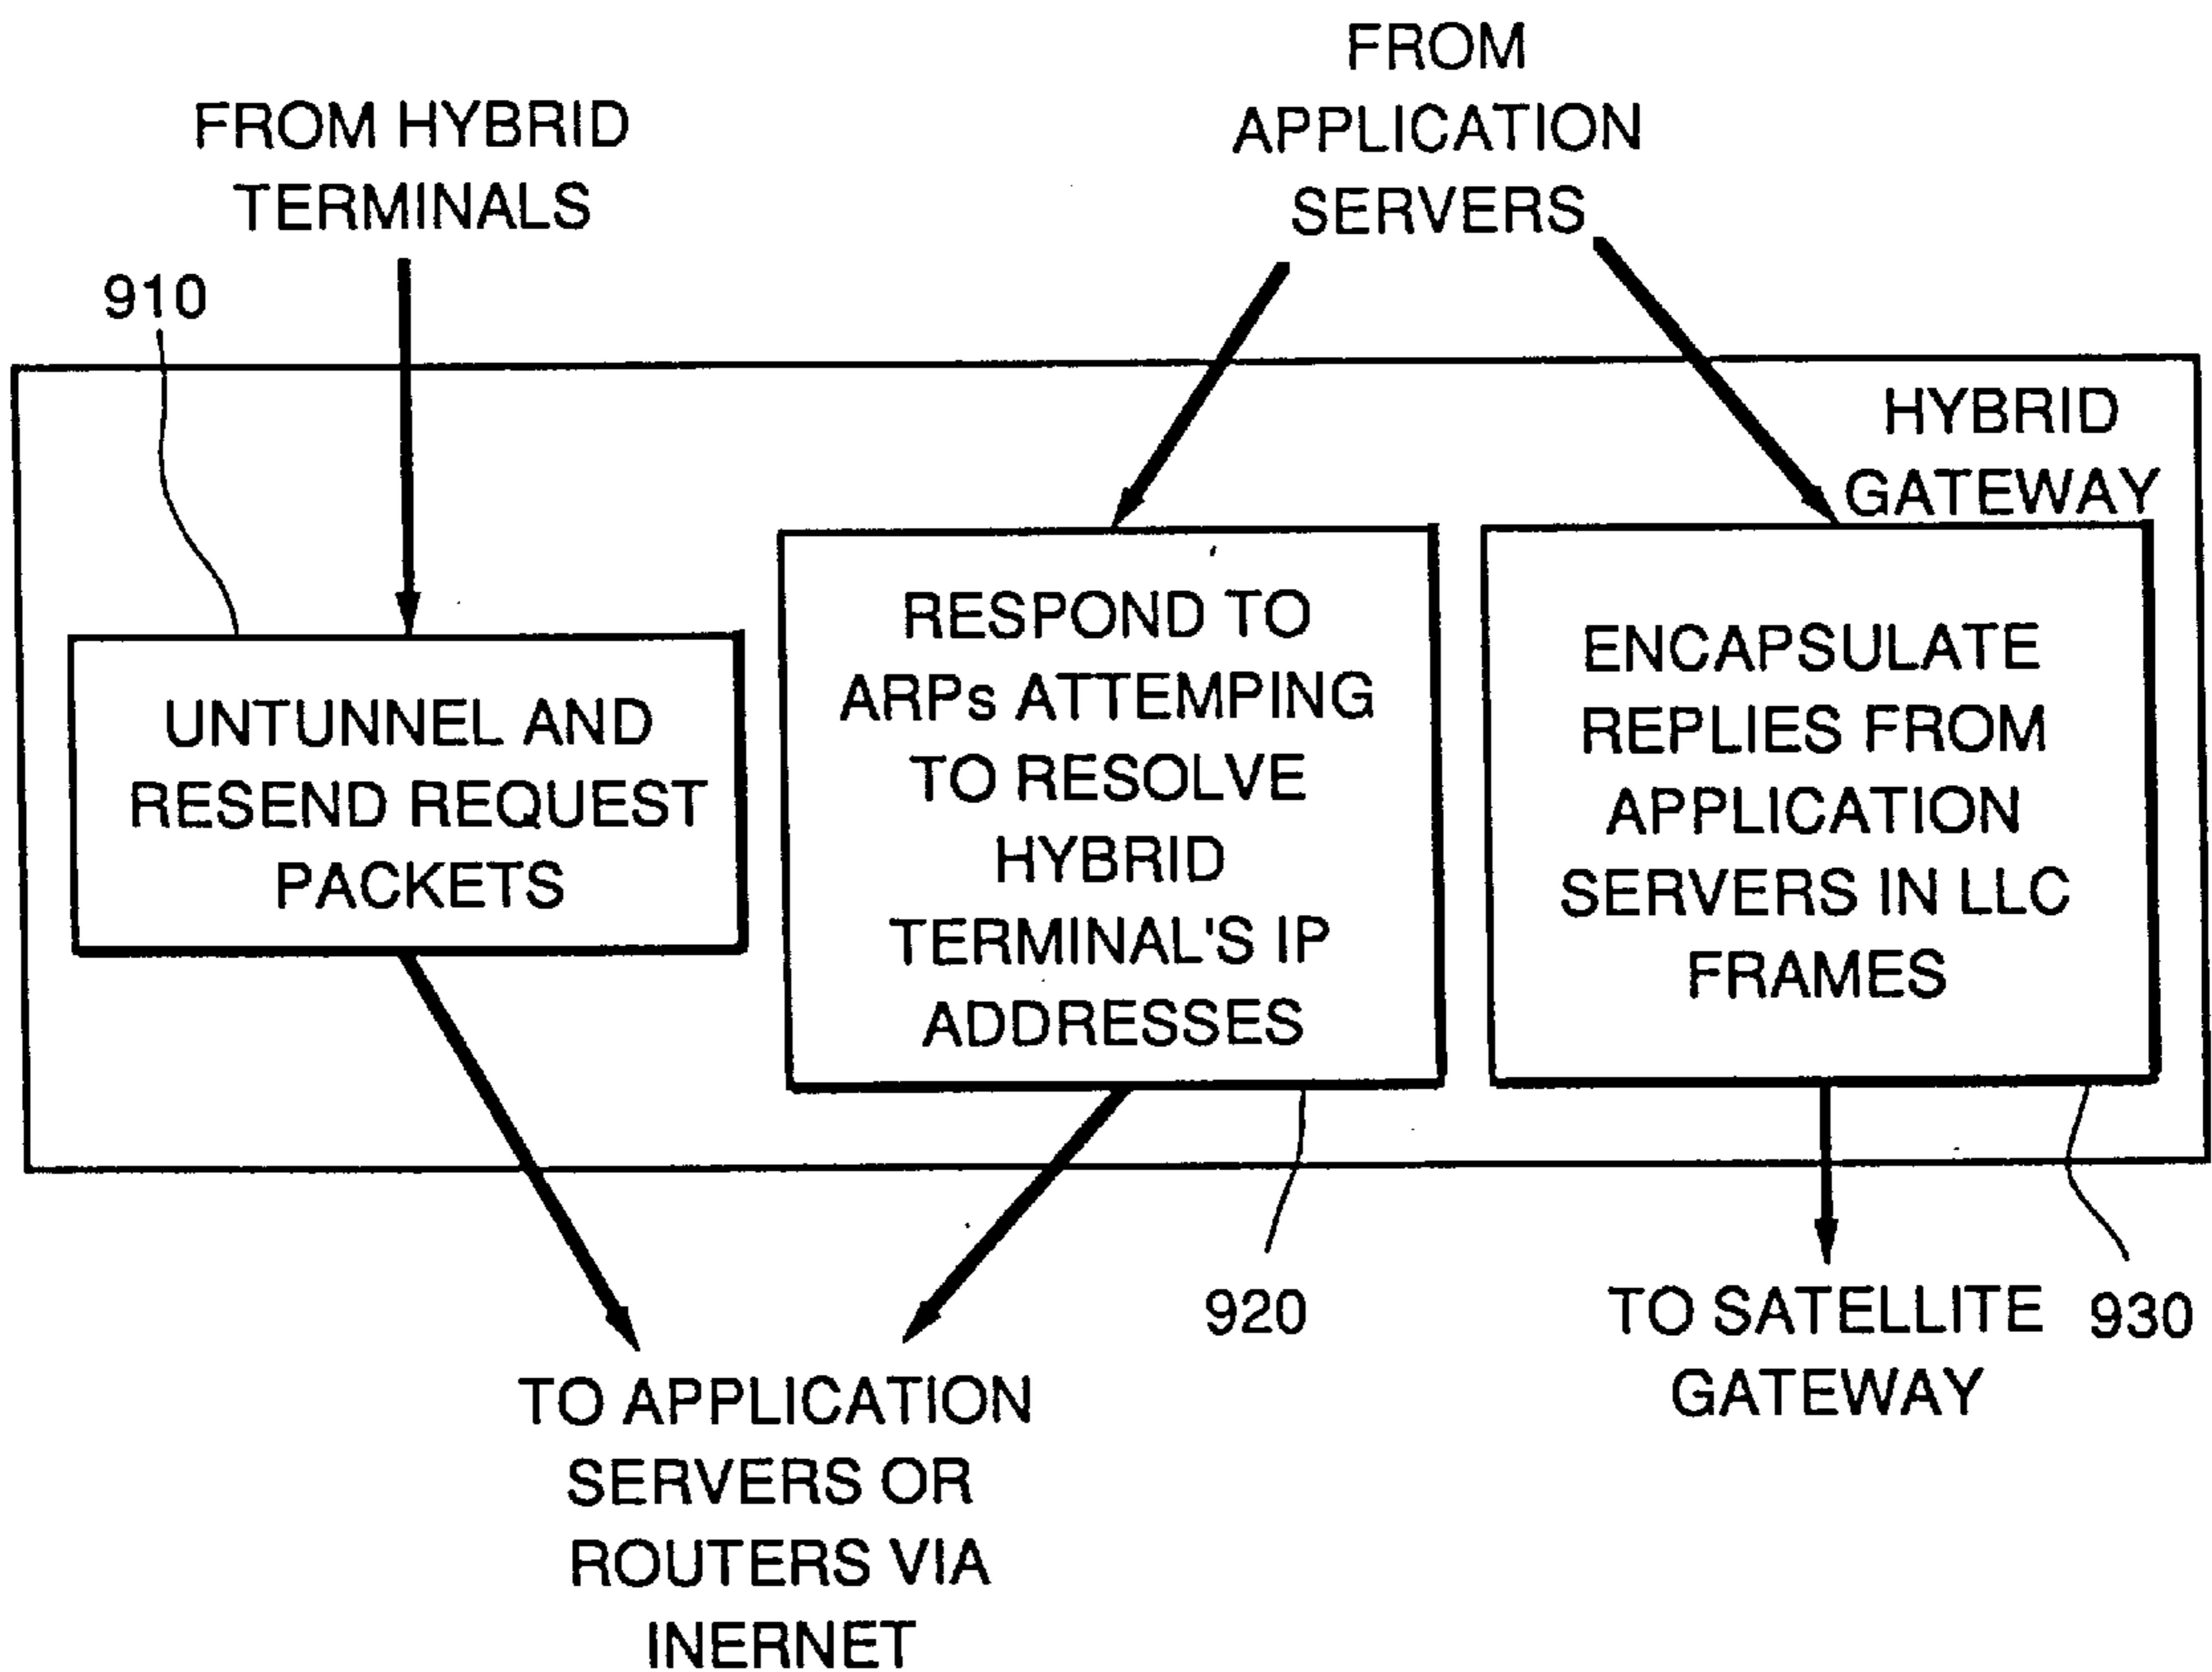 FROM HYBRID
TERMINALS
FROM
APPLICATION
SERVERS
910
HYBRID
GATEWAY
UNTUNNEL AND
RESEND REQUEST
PACKETS
RESPOND TO
ARPs ATTEMPING
TO RESOLVE
HYBRID
TERMINAL'S IP
ADDRESSES
ENCAPSULATE
REPLIES FROM
APPLICATION
SERVERS IN LLC
FRAMES
920
930
TO APPLICATION
SERVERS OR
ROUTERS VIA
INERNET
TO SATELLITE
GATEWAY